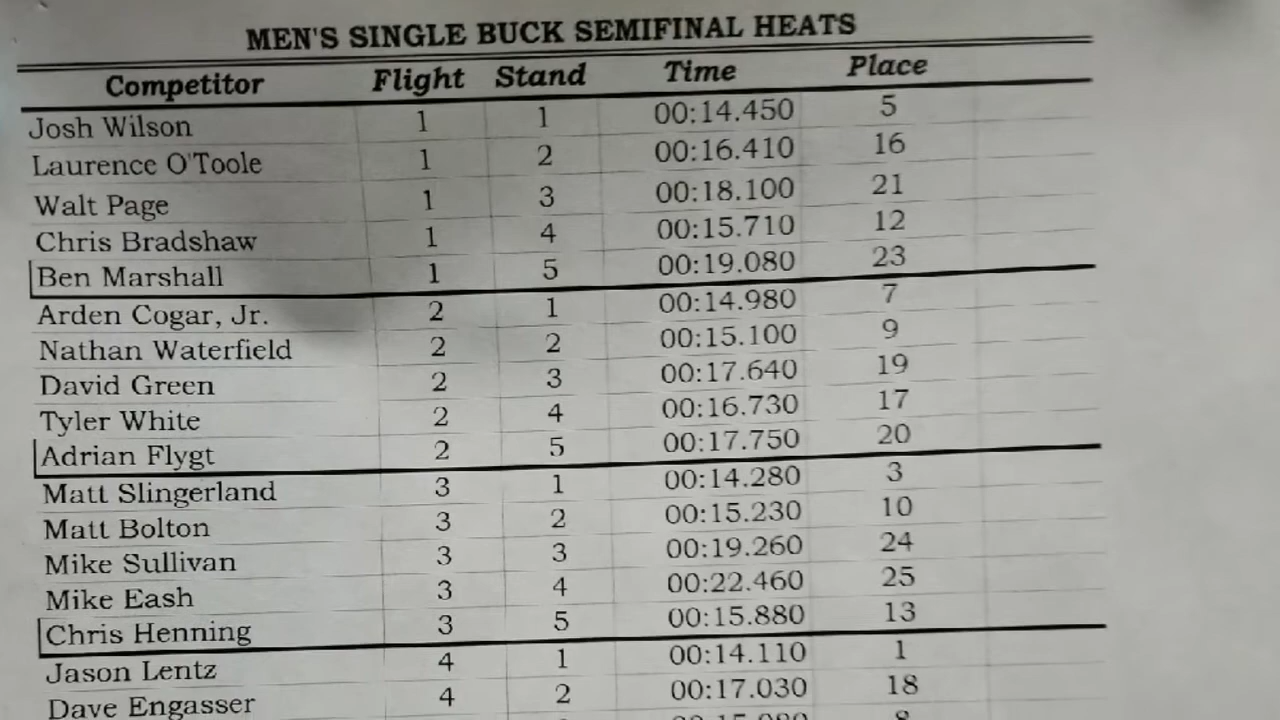 MEN'S SINGLE BUCK SEMIFINAL HEATS
Competitor Flight Stand Time Place
Josh Wilson 1 1 00:14.450 5
Laurence O'Toole 1 2 00:16.410 16
Walt Page 1 3 00:18.100 21
Chris Bradshaw 1 4 00:15.710 12
Ben Marshall 1 5 00:19.080 23
Arden Cogar, Jr. 2 1 00:14.980 7
Nathan Waterfield 2 2 00:15.100 9
David Green 2 3 00:17.640 19
Tyler White 2 4 00:16.730 17
Adrian Flygt 2 5 00:17.750 20
Matt Slingerland 3 1 00:14.280 3
Matt Bolton 3 2 00:15.230 10
Mike Sullivan 3 3 00:19.260 24
Mike Eash 3 4 00:22.460 25
Chris Henning 3 5 00:15.880 13
Jason Lentz 4 1 00:14.110 1
Dave Engasser 4 2 00:17.030 18